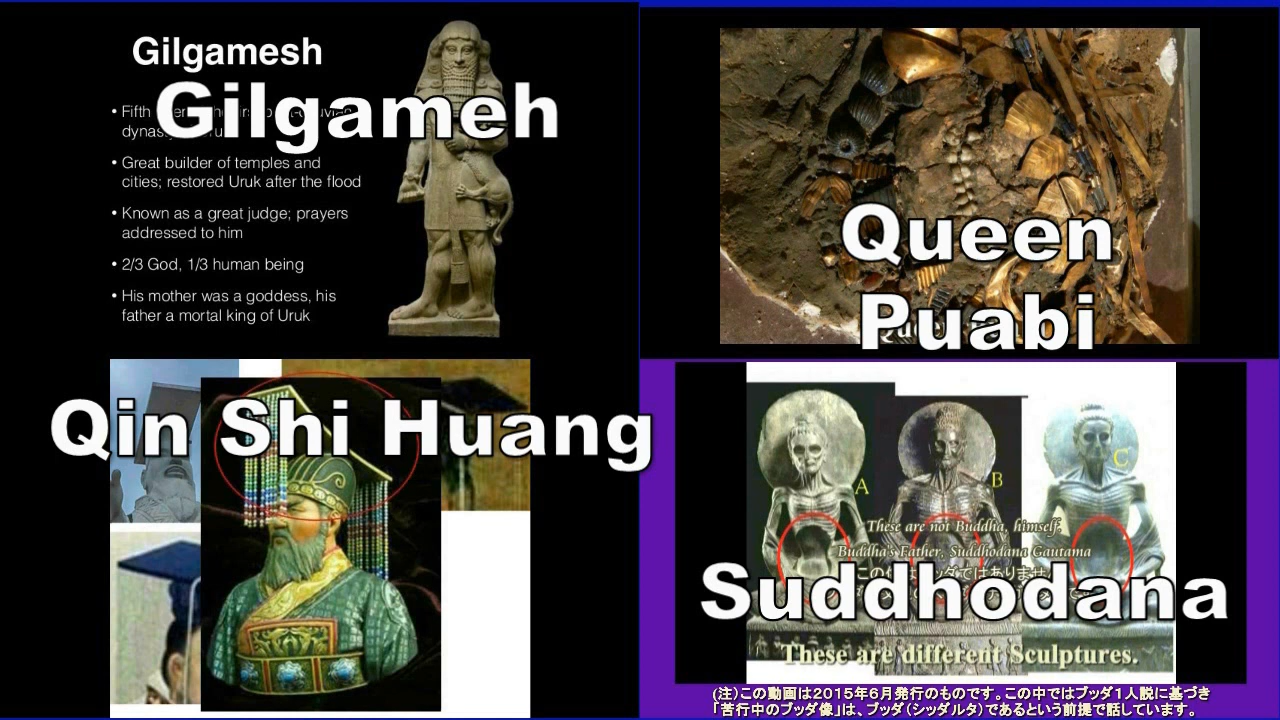 Gilgamesh
Gilgameh
• Fifth
dynas
• Great builder of temples and
cities; restored Uruk after the flood
• Known as a great judge; prayers
addressed to him
• 2/3 God, 1/3 human being
• His mother was a goddess, his
father a mortal king of Uruk
Queen
Puabi
Qin Shi Huang
A
B
C
These are not Buddha, himself.
Buddha's Father, Suddhodana Gautama
Suddhodana
These are different Sculptures.
(注)この動画は2015年6月発行のものです。この中ではブッダ1人説に基づき
「苦行中のブッダ像」は、ブッダ(シッダルタ)であるという前提で話しています。